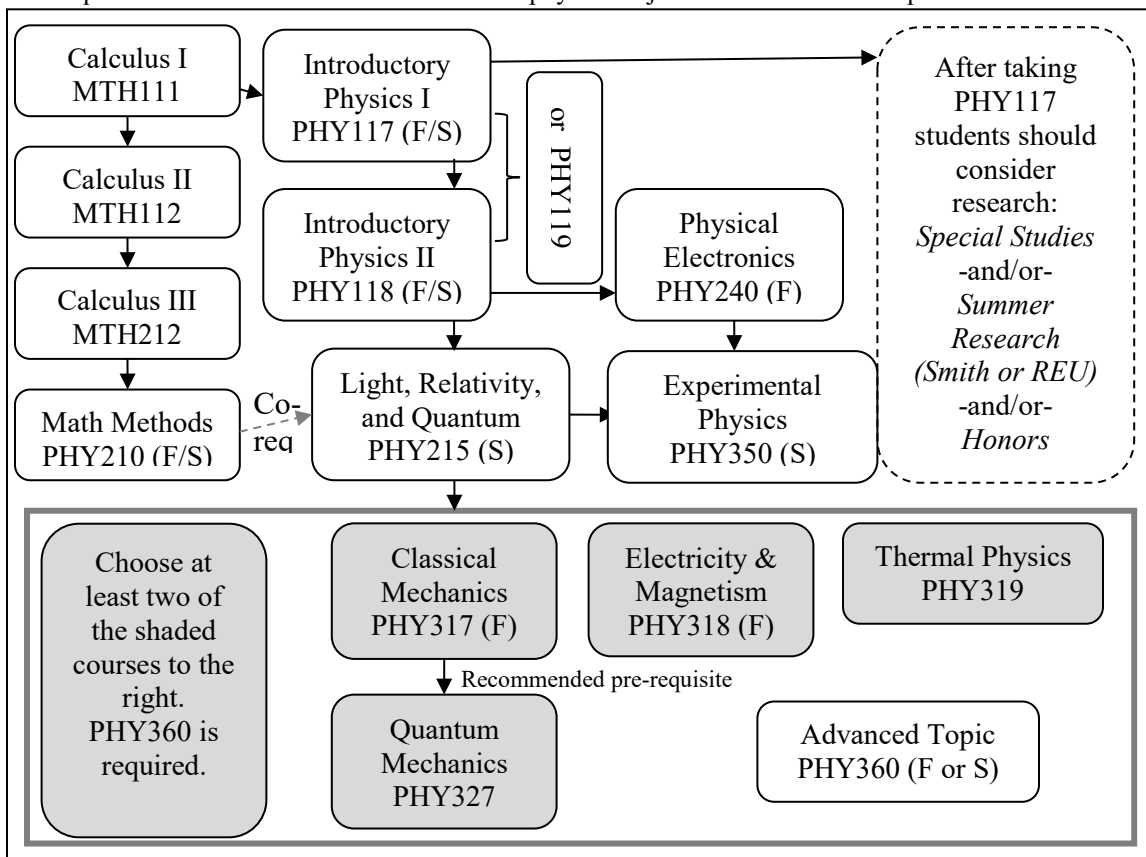 Calculus I
MTH111
Introductory
Physics I
PHY117 (F/S)
or PHY119
After taking
PHY117
students should
consider
research:
Special Studies
-and/or-
Summer
Research
(Smith or REU)
-and/or-
Honors
Calculus II
MTH112
Introductory
Physics II
PHY118 (F/S)
Physical
Electronics
PHY240 (F)
Calculus III
MTH212
Math Methods
PHY210 (F/S)
Co-
req
Light, Relativity,
and Quantum
PHY215 (S)
Experimental
Physics
PHY350 (S)
Choose at
least two of
the shaded
courses to the
right.
PHY360 is
required.
Classical
Mechanics
PHY317 (F)
Electricity &
Magnetism
PHY318 (F)
Thermal Physics
PHY319
Recommended pre-requisite
Quantum
Mechanics
PHY327
Advanced Topic
PHY360 (F or S)